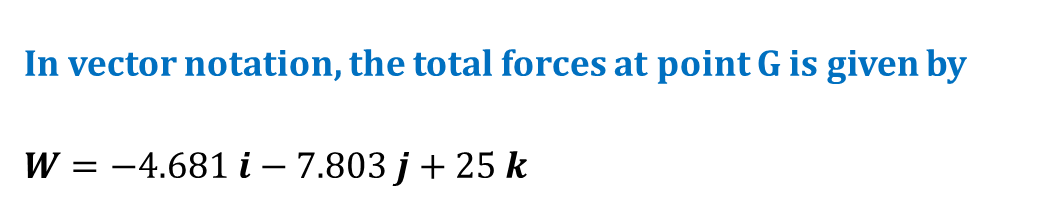 In vector notation, the total forces at point G is given by
W = −4.681 i − 7.803 j + 25 k